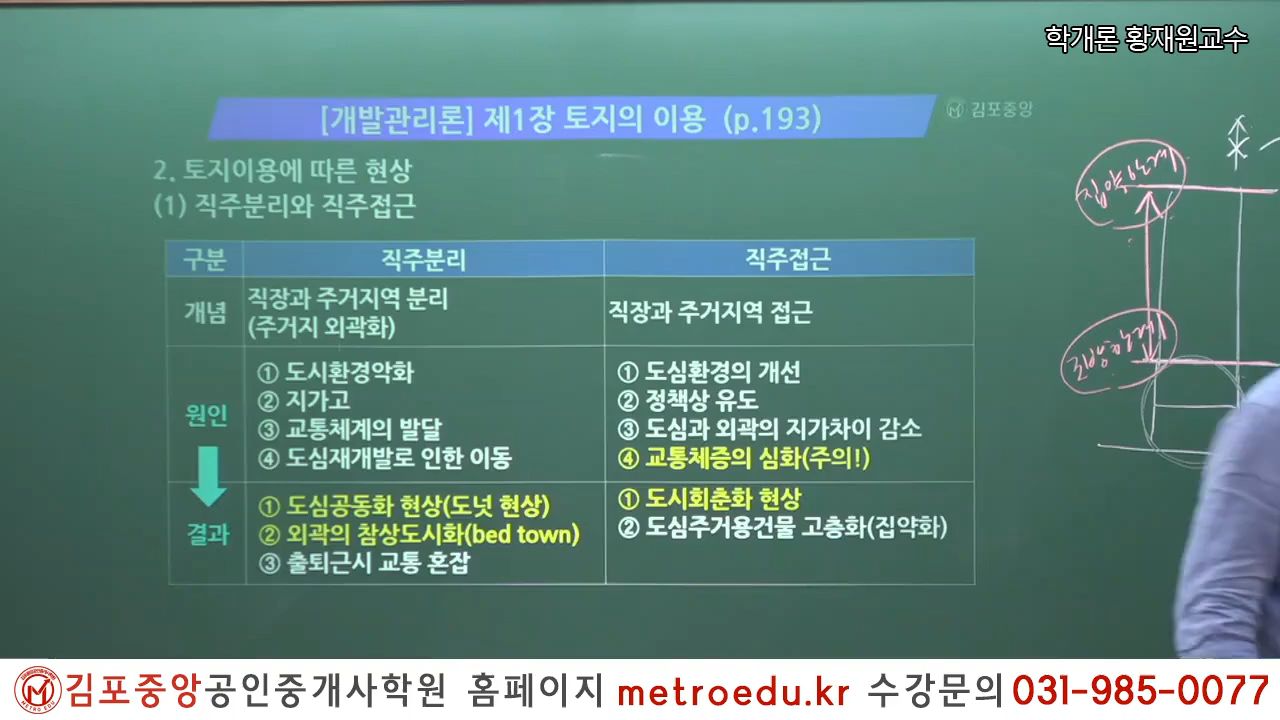 학개론 황재원교수
[개발관리론] 제1장 토지의 이용 (p.193)
김포중앙
2. 토지이용에 따른 현상
(1) 직주분리와 직주접근
구분 직주분리 직주접근
개념 직장과 주거지역 분리 (주거지 외곽화) 직장과 주거지역 접근
원인
① 도시환경악화
② 지가고
③ 교통체계의 발달
④ 도심재개발로 인한 이동
① 도심환경의 개선
② 정책상 유도
③ 도심과 외곽의 지가차이 감소
④ 교통체증의 심화(주의!)
결과
① 도심공동화 현상(도넛 현상)
② 외곽의 참상도시화(bed town)
③ 출퇴근시 교통 혼잡
① 도시회춘화 현상
② 도심주거용건물 고층화(집약화)
집약한계
조방한계
김포중앙공인중개사학원 홈페이지 metroedu.kr 수강문의 031-985-0077
METRO EDU